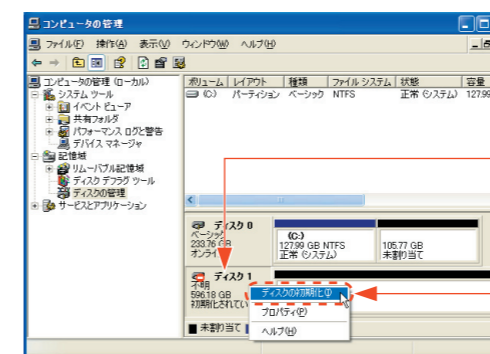 コンピュータの管理
ファイル(F) 操作(A) 表示(V) ウィンドウ(W) ヘルプ(H)
コンピュータの管理 (ローカル)
システム ツール
イベント ビューア
共有フォルダ
パフォーマンス ログと警告
デバイス マネージャ
記憶域
リムーバブル記憶域
ディスク デフラグ ツール
ディスクの管理
サービスとアプリケーション
ボリューム レイアウト 種類 ファイル システム 状態 容量
(C:) パーティション ベーシック NTFS 正常 (システム) 127.99
ディスク 0
ベーシック
233.76 GB
オンライ
(C:)
127.99 GB NTFS
正常 (システム)
105.77 GB
未割り当て
ディスク 1
不明
596.18 GB
初期化されてい
ディスクの初期化(I)
プロパティ(P)
ヘルプ(H)
未割り当て